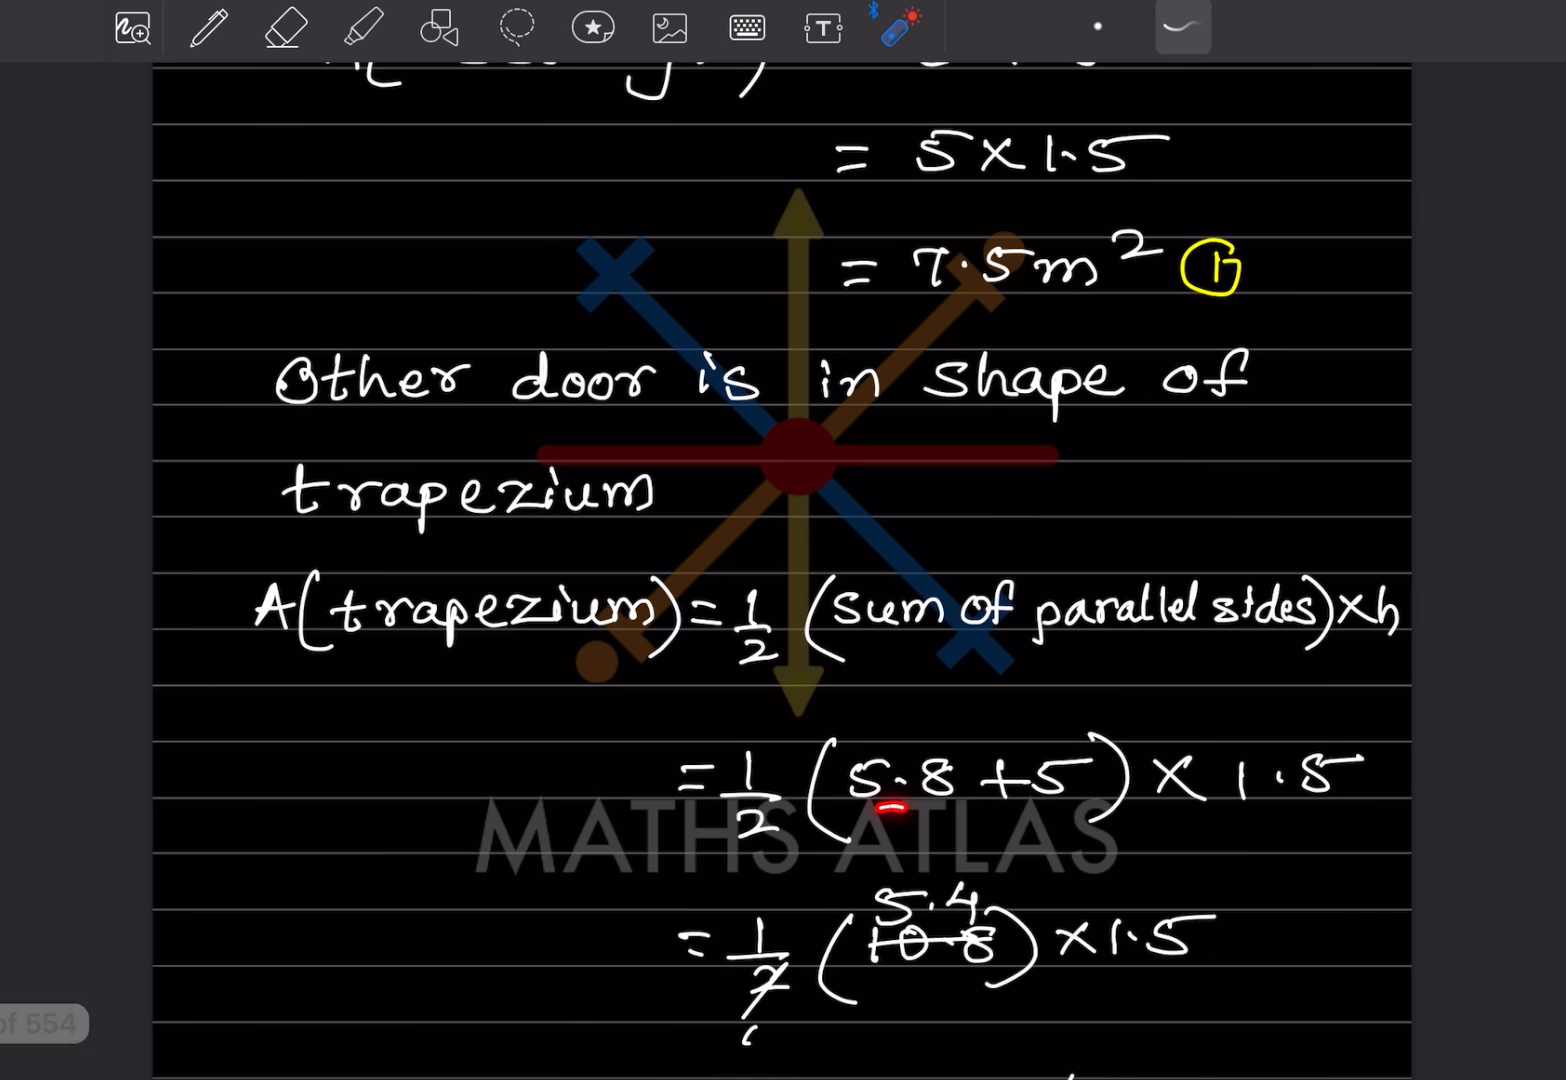 = 5×1.5
= 7.5m² ①
Other door is in shape of
trapezium
A(trapezium)=1/2 (sum of parallel sides)×h
=1/2 (5.8+5)×1.5
5.4
=1/2 (10.8)×1.5
1
MATHS ATLAS
of 554
T